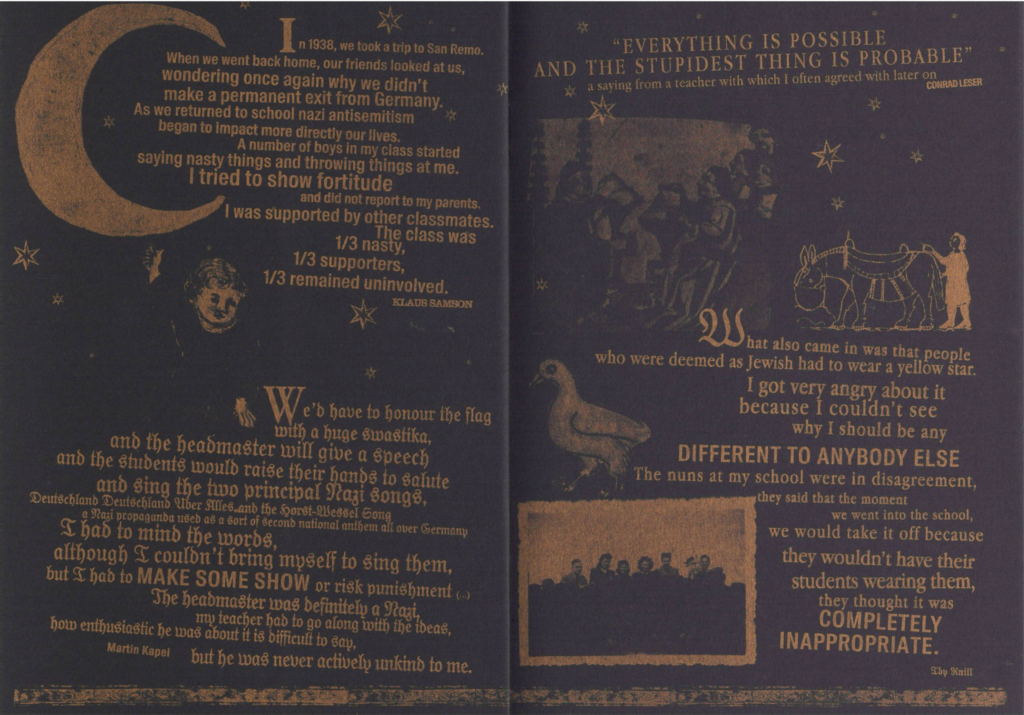 In 1938, we took a trip to San Remo.
When we went back home, our friends looked at us,
wondering once again why we didn't
make a permanent exit from Germany.
As we returned to school nazi antisemitism
began to impact more directly our lives.
A number of boys in my class started
saying nasty things and throwing things at me.
I tried to show fortitude
and did not report to my parents.
I was supported by other classmates.
The class was
1/3 nasty,
1/3 supporters,
1/3 remained uninvolved.
KLAUS SAMSON
We'd have to honour the flag
with a huge swastika,
and the headmaster will give a speech
and the students would raise their hands to salute
and sing the two principal Nazi songs,
Deutschland Deutschland Über Alles and the Horst-Wessel Song
a Nazi propaganda used as a sort of second national anthem all over Germany
I had to mind the words,
although I couldn't bring myself to sing them,
but I had to MAKE SOME SHOW or risk punishment (...)
The headmaster was definitely a Nazi,
my teacher had to go along with the ideas,
how enthusiastic he was about it is difficult to say,
but he was never actively unkind to me.
Martin Kapel
"EVERYTHING IS POSSIBLE
AND THE STUPIDEST THING IS PROBABLE"
a saying from a teacher with which I often agreed with later on
CONRAD LESER
What also came in was that people
who were deemed as Jewish had to wear a yellow star.
I got very angry about it
because I couldn't see
why I should be any
DIFFERENT TO ANYBODY ELSE
The nuns at my school were in disagreement,
they said that the moment
we went into the school,
we would take it off because
they wouldn't have their
students wearing them,
they thought it was
COMPLETELY
INAPPROPRIATE.
Iby Knill